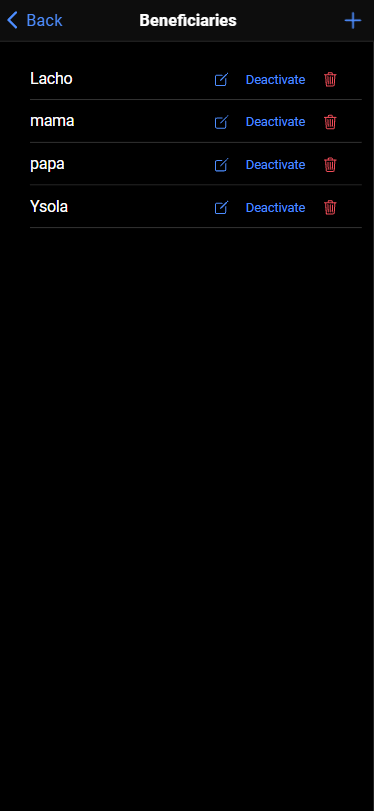 Back Beneficiaries
Lacho Deactivate
mama Deactivate
papa Deactivate
Ysola Deactivate